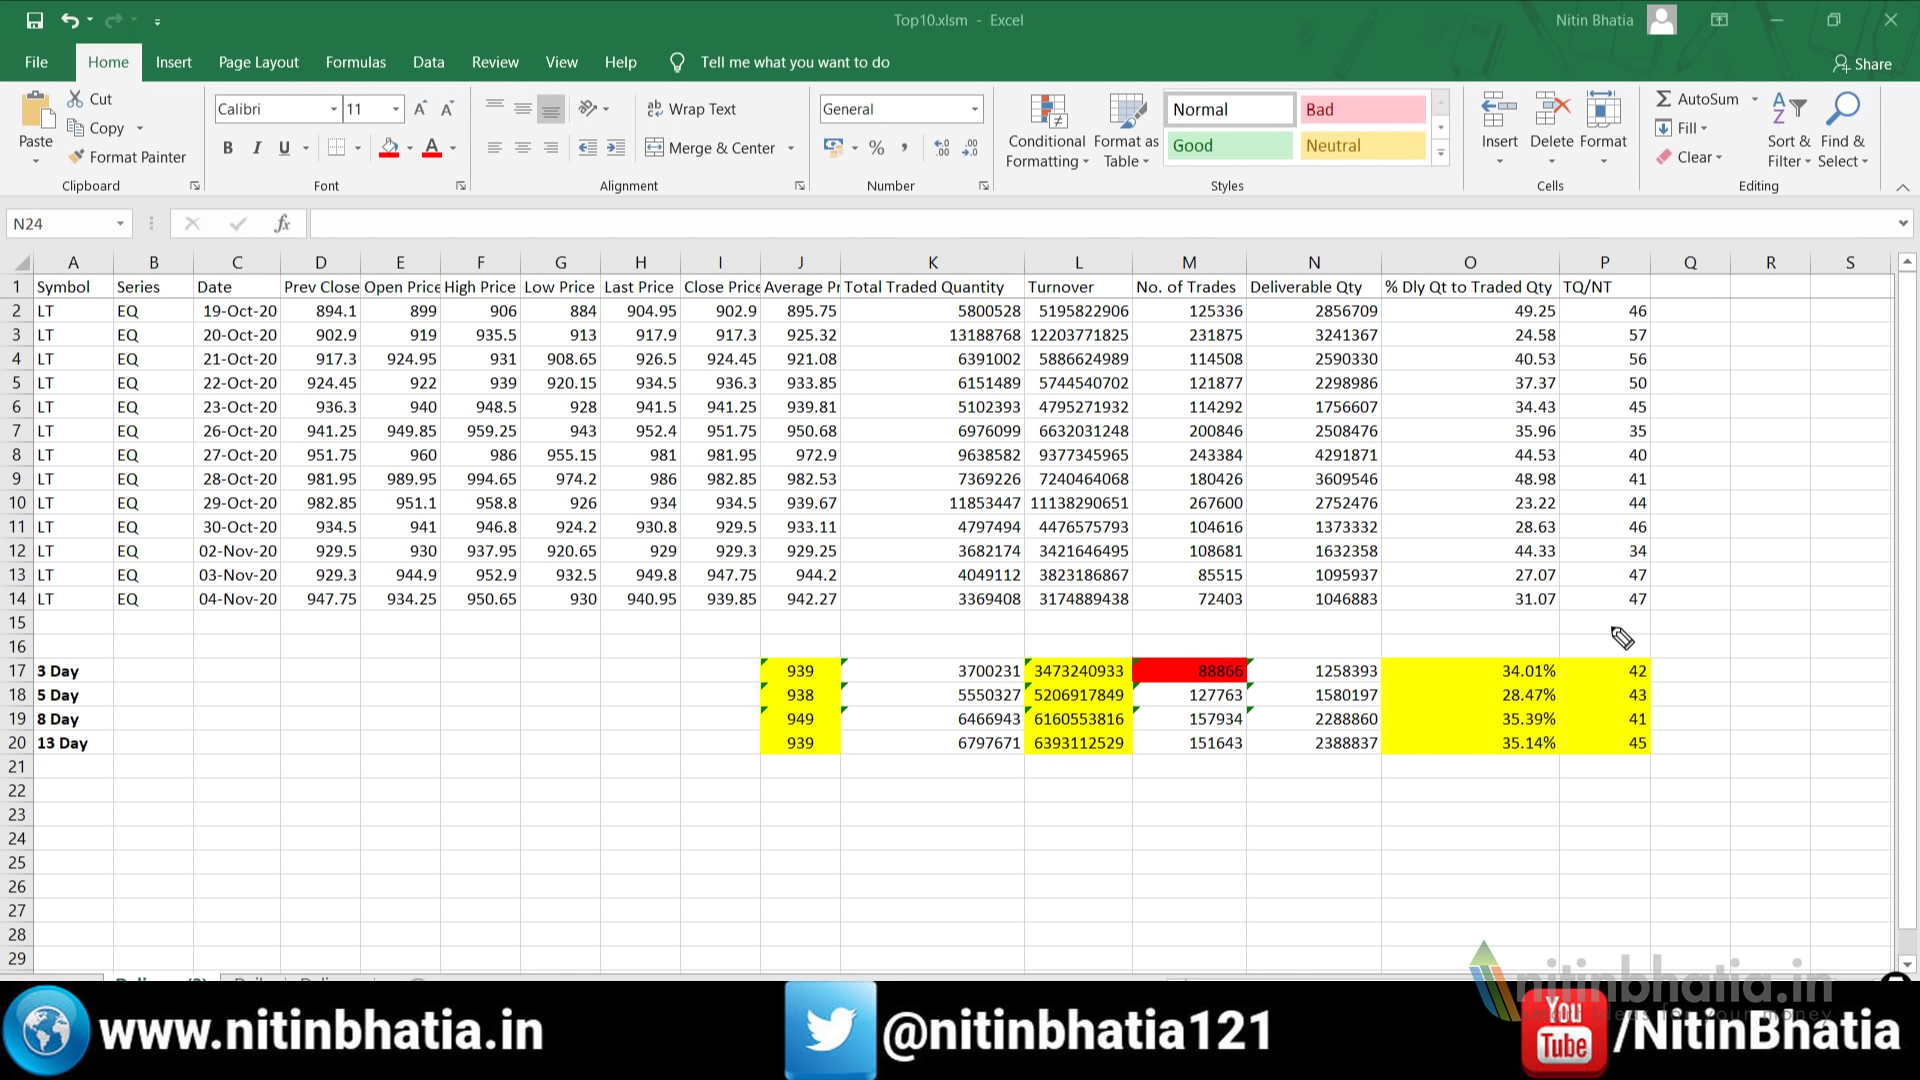 Top10.xlsm - Excel
Nitin Bhatia
File Home Insert Page Layout Formulas Data Review View Help Tell me what you want to do
Share
Paste
Cut
Copy
Format Painter
Clipboard
Calibri 11
B I U
Font
Wrap Text
Merge & Center
Alignment
General
Number
Conditional Formatting
Format as Table
Normal Bad
Good Neutral
Styles
Insert Delete Format
Cells
AutoSum
Fill
Clear
Sort & Filter
Find & Select
Editing
N24 fx
A B C D E F G H I J K L M N O P Q R S
1 Symbol Series Date Prev Close Open Price High Price Low Price Last Price Close Price Average Pr Total Traded Quantity Turnover No. of Trades Deliverable Qty % Dly Qt to Traded Qty TQ/NT
2 LT EQ 19-Oct-20 894.1 899 906 884 904.95 902.9 895.75 5800528 5195822906 125336 2856709 49.25 46
3 LT EQ 20-Oct-20 902.9 919 935.5 913 917.9 917.3 925.32 13188768 12203771825 231875 3241367 24.58 57
4 LT EQ 21-Oct-20 917.3 924.95 931 908.65 926.5 924.45 921.08 6391002 5886624989 114508 2590330 40.53 56
5 LT EQ 22-Oct-20 924.45 922 939 920.15 934.5 936.3 933.85 6151489 5744540702 121877 2298986 37.37 50
6 LT EQ 23-Oct-20 936.3 940 948.5 928 941.5 941.25 939.81 5102393 4795271932 114292 1756607 34.43 45
7 LT EQ 26-Oct-20 941.25 949.85 959.25 943 952.4 951.75 950.68 6976099 6632031248 200846 2508476 35.96 35
8 LT EQ 27-Oct-20 951.75 960 986 955.15 981 981.95 972.9 9638582 9377345965 243384 4291871 44.53 40
9 LT EQ 28-Oct-20 981.95 989.95 994.65 974.2 986 982.85 982.53 7369226 7240464068 180426 3609546 48.98 41
10 LT EQ 29-Oct-20 982.85 951.1 958.8 926 934 934.5 939.67 11853447 11138290651 267600 2752476 23.22 44
11 LT EQ 30-Oct-20 934.5 941 946.8 924.2 930.8 929.5 933.11 4797494 4476575793 104616 1373332 28.63 46
12 LT EQ 02-Nov-20 929.5 930 937.95 920.65 929 929.3 929.25 3682174 3421646495 108681 1632358 44.33 34
13 LT EQ 03-Nov-20 929.3 944.9 952.9 932.5 949.8 947.75 944.2 4049112 3823186867 85515 1095937 27.07 47
14 LT EQ 04-Nov-20 947.75 934.25 950.65 930 940.95 939.85 942.27 3369408 3174889438 72403 1046883 31.07 47
15
16
17 3 Day 939 3700231 3473240933 88866 1258393 34.01% 42
18 5 Day 938 5550327 5206917849 127763 1580197 28.47% 43
19 8 Day 949 6466943 6160553816 157934 2288860 35.39% 41
20 13 Day 939 6797671 6393112529 151643 2388837 35.14% 45
21
22
23
24
25
26
27
28
29
nitinbhatia.in
www.nitinbhatia.in
@nitinbhatia121
You Tube
/NitinBhatia